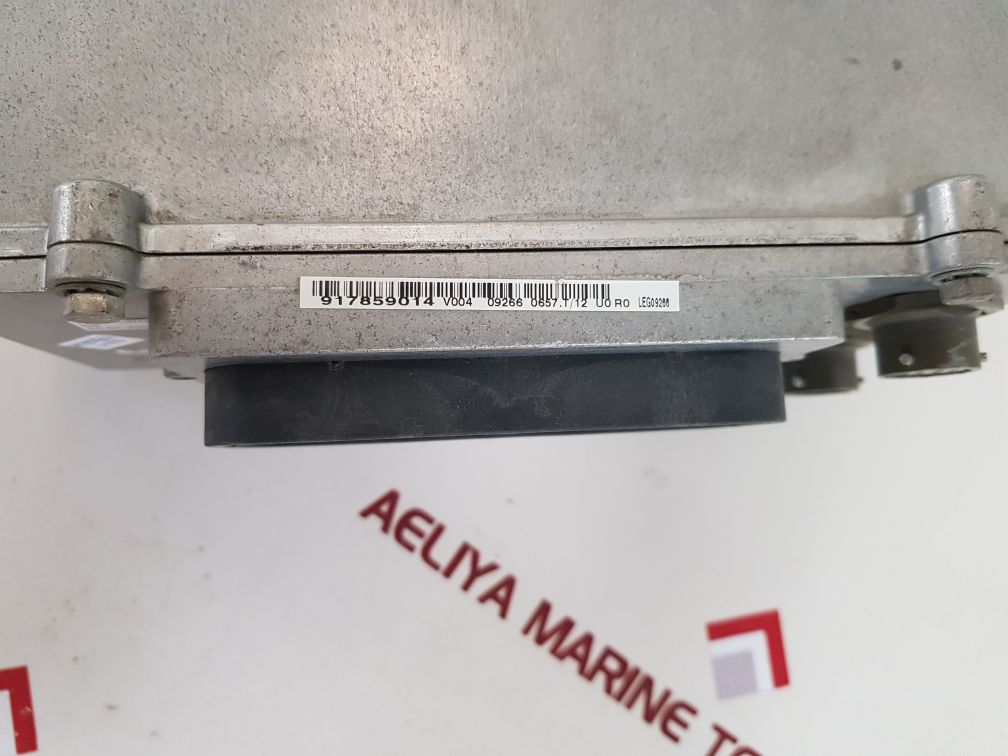 917859014 V004 09266 0657.T/12 U0 R0 LEG09266
AELIYA MARINE